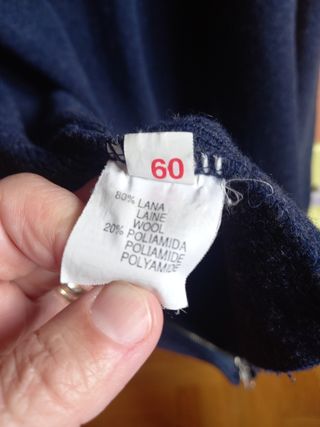 60
80% LANA
LAINE
WOOL
20% POLIAMIDA
POLIAMIDE
POLYAMIDE